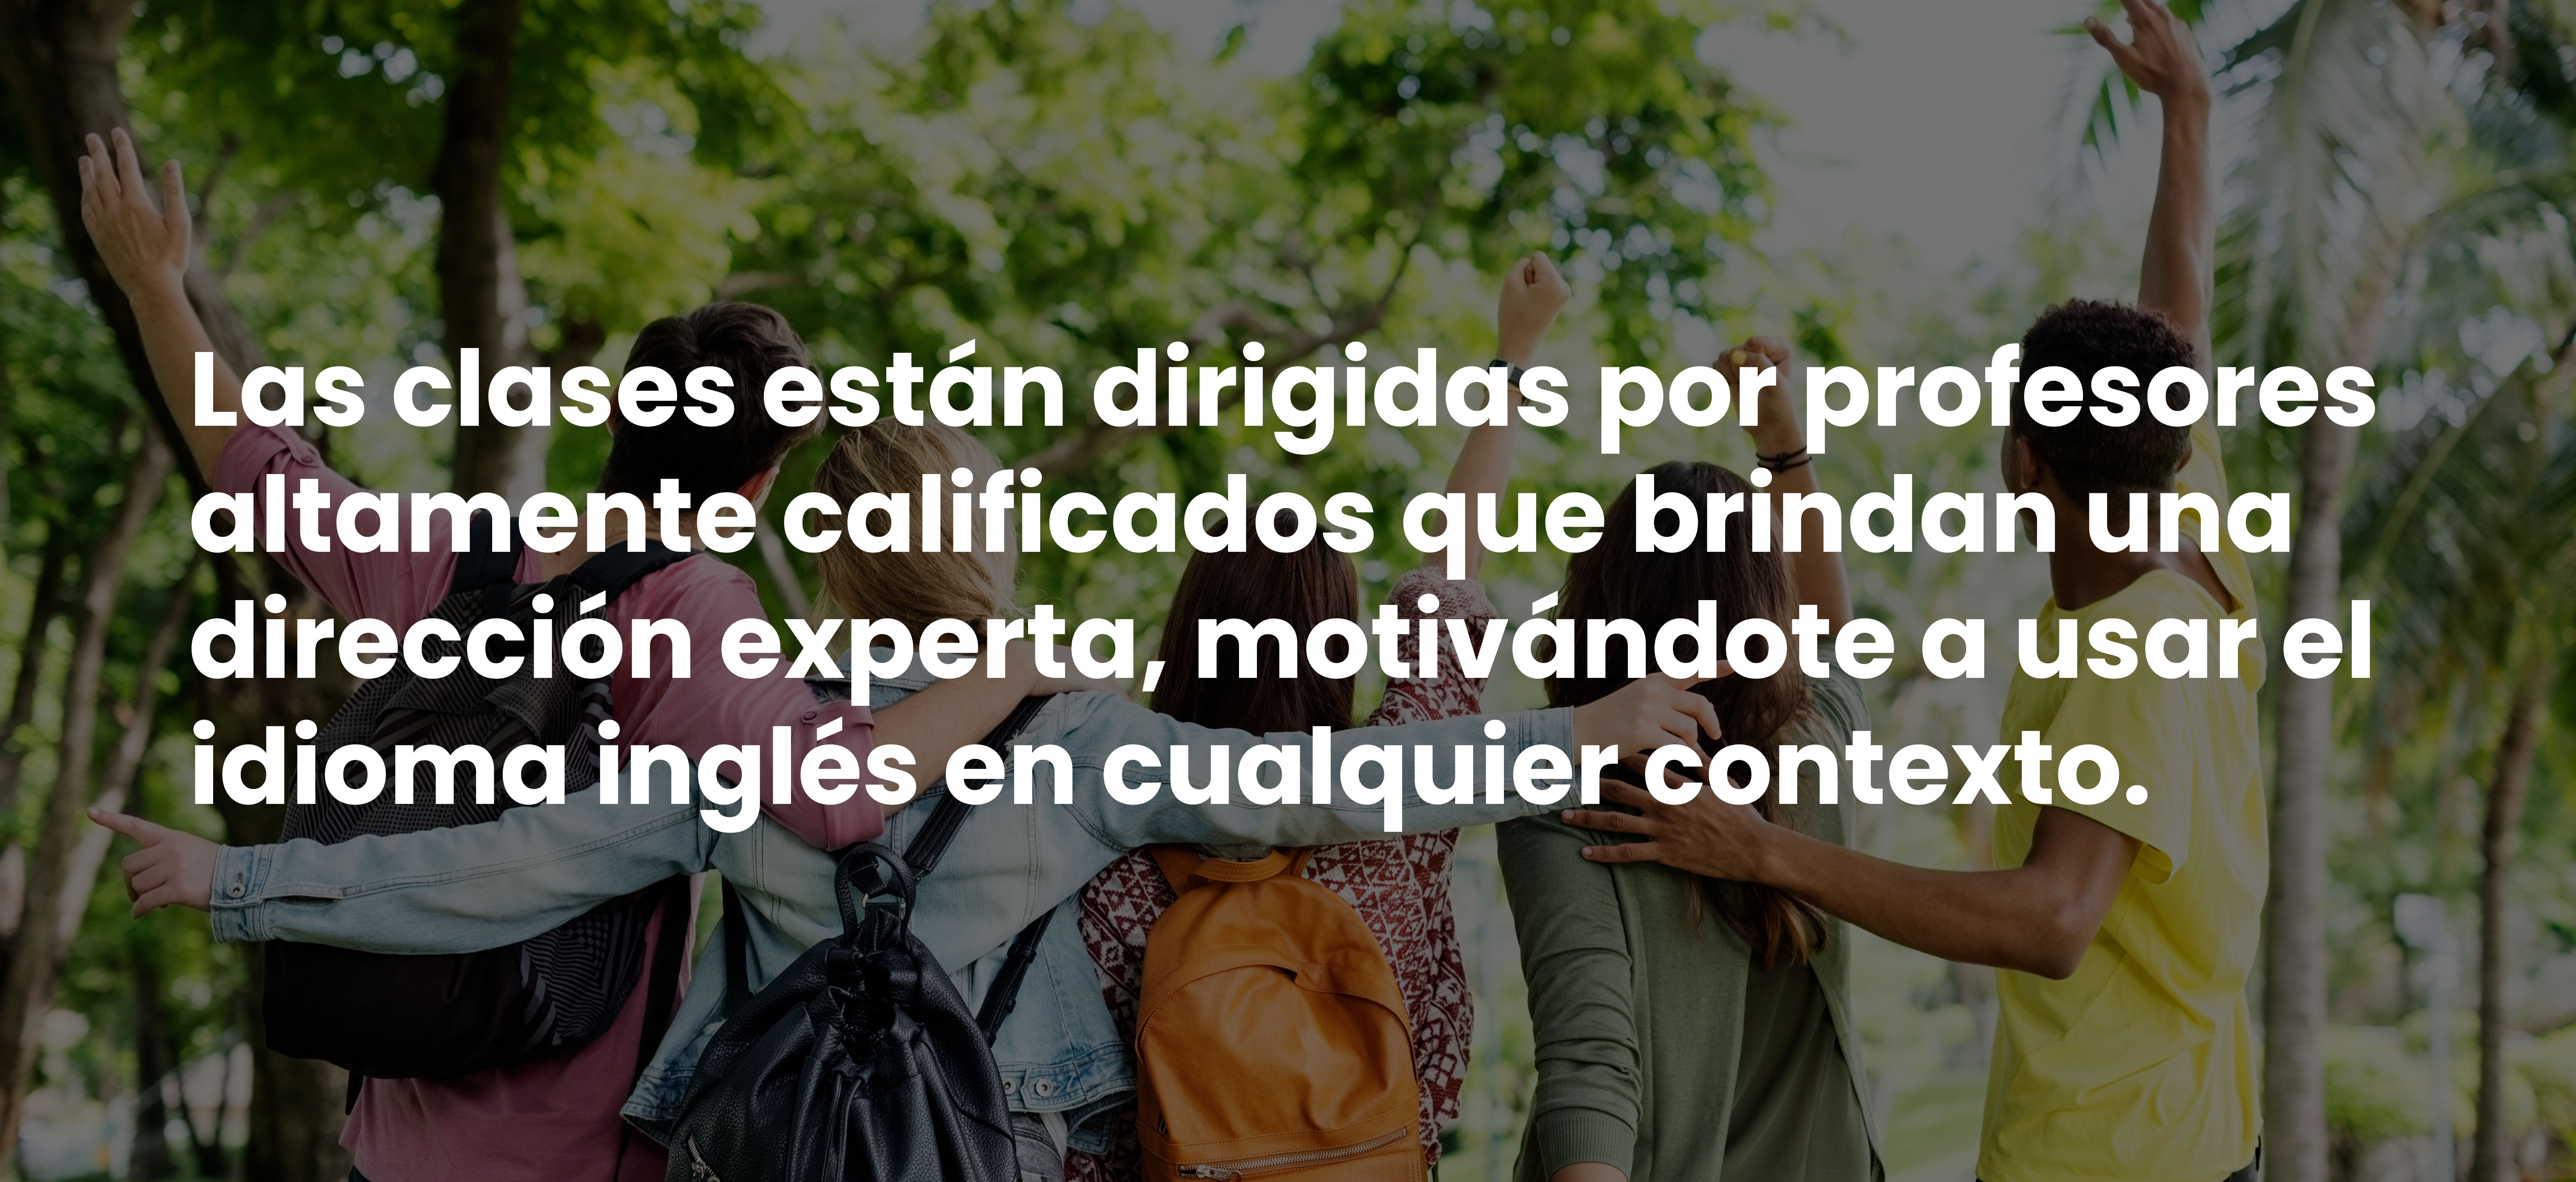 Las clases están dirigidas por profesores
altamente calificados que brindan una
dirección experta, motivándote a usar el
idioma inglés en cualquier contexto.